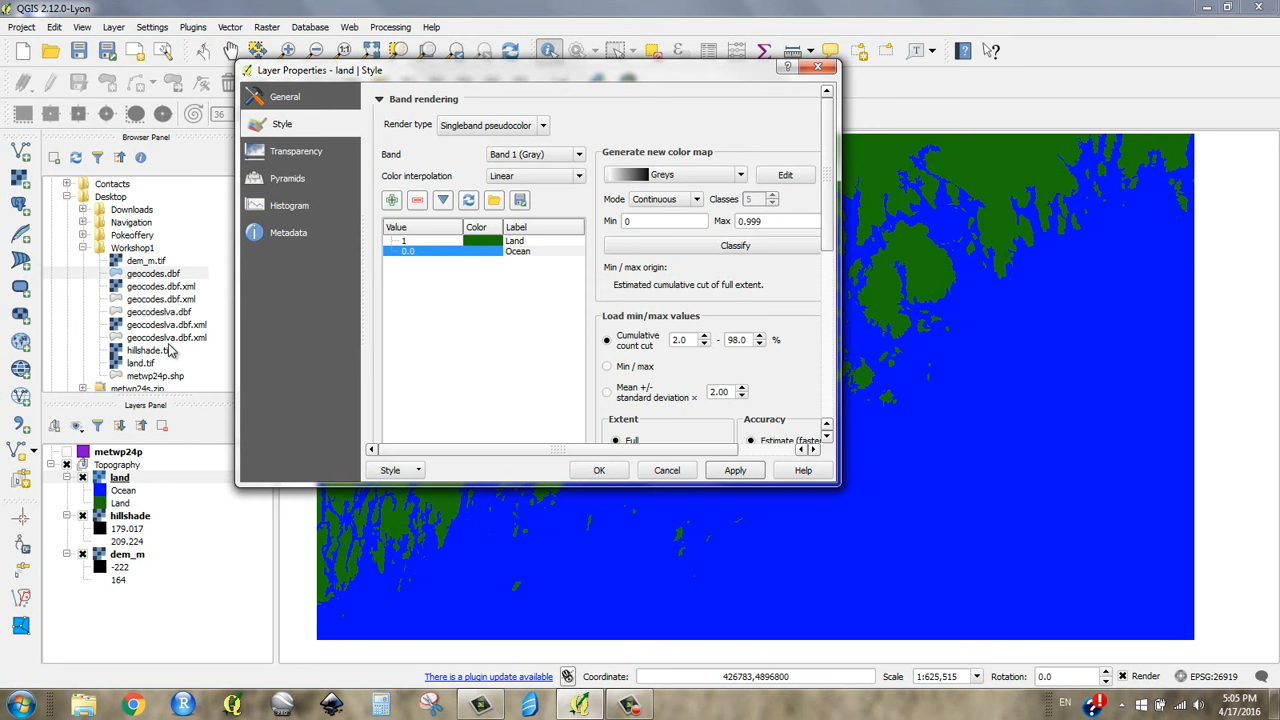 QGIS 2.12.0-Lyon
Project Edit View Layer Settings Plugins Vector Raster Database Web Processing Help
36
Browser Panel
Contacts
Desktop
Downloads
Navigation
Pokeoffery
Workshop1
dem_m.tif
geocodes.dbf
geocodes.dbf.xml
geocodes.dbf.xml
geocodeslva.dbf
geocodeslva.dbf.xml
geocodeslva.dbf.xml
hillshade.tif
land.tif
metwp24p.shp
metwp24s.zip
Layers Panel
metwp24p
Topography
land
Ocean
Land
hillshade
179.017
209.224
dem_m
-222
164
Layer Properties - land | Style
General
Style
Transparency
Pyramids
Histogram
Metadata
Band rendering
Render type Singleband pseudocolor
Band Band 1 (Gray)
Color interpolation Linear
Value Color Label
1 Land
0.0 Ocean
Generate new color map
Greys Edit
Mode Continuous Classes 5
Min 0 Max 0.999
Classify
Min / max origin:
Estimated cumulative cut of full extent.
Load min/max values
Cumulative count cut 2.0 - 98.0 %
Min / max
Mean +/- standard deviation × 2.00
Extent Accuracy
Full Estimate (faster
Style OK Cancel Apply Help
There is a plugin update available Coordinate: 426783,4896800 Scale 1:625,515 Rotation: 0.0 Render EPSG:26919
EN 5:05 PM
4/17/2016